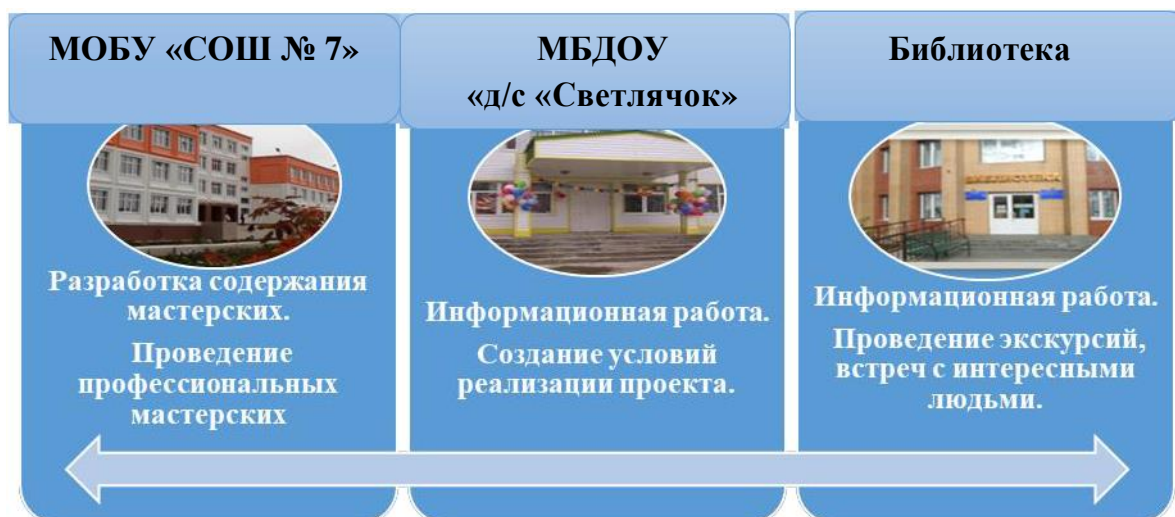 МОБУ «СОШ № 7»
МБДОУ
«д/с «Светлячок»
Библиотека
БИБЛИОТЕКА
Разработка содержания
мастерских.
Проведение
профессиональных
мастерских
Информационная работа.
Создание условий
реализации проекта.
Информационная работа.
Проведение экскурсий,
встреч с интересными
людьми.